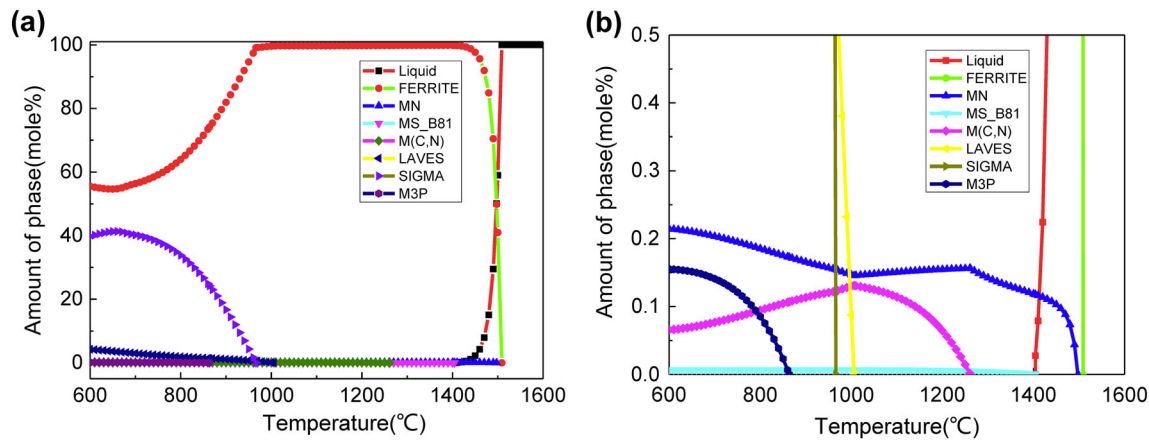 (a)
Amount of phase(mole%)
100
80
60
40
20
0
600
800
1000
1200
1400
1600
Temperature(℃)
Liquid
FERRITE
MN
MS_B81
M(C,N)
LAVES
SIGMA
M3P
(b)
Amount of phase(mole%)
0.5
0.4
0.3
0.2
0.1
0.0
600
800
1000
1200
1400
1600
Temperature(℃)
Liquid
FERRITE
MN
MS_B81
M(C,N)
LAVES
SIGMA
M3P